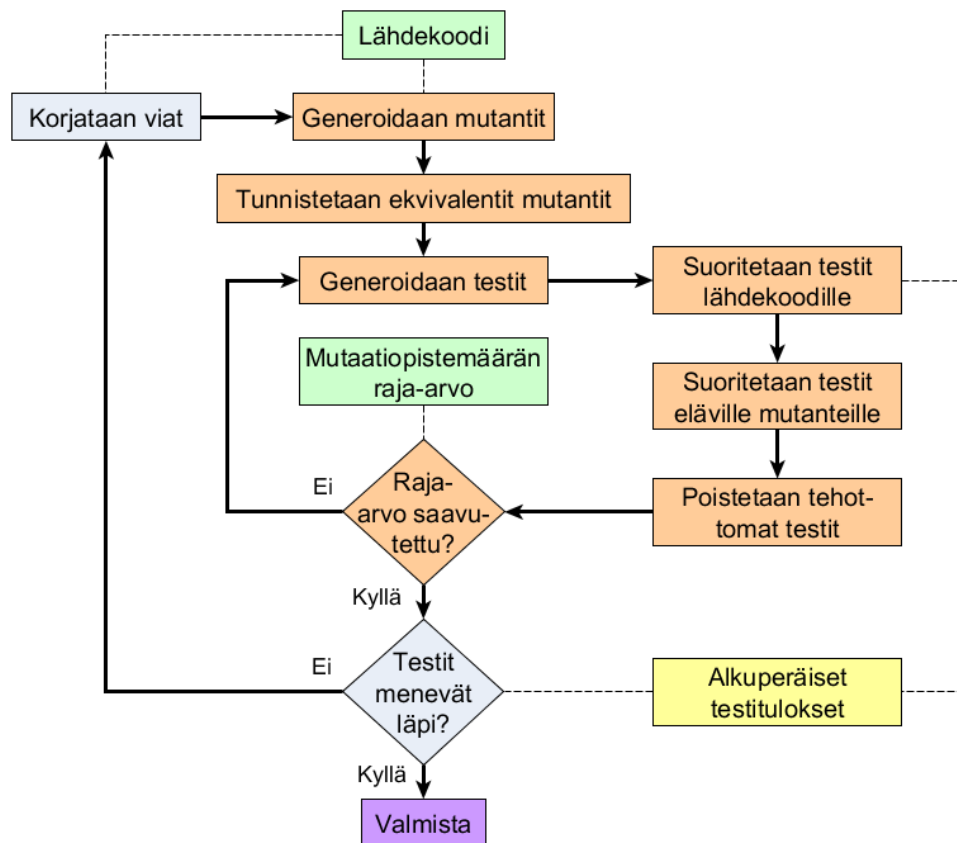 Lähdekoodi
Korjataan viat
Generoidaan mutantit
Tunnistetaan ekvivalentit mutantit
Generoidaan testit
Suoritetaan testit
lähdekoodille
Mutaatiopistemäärän
raja-arvo
Suoritetaan testit
eläville mutanteille
Ei
Raja-
arvo saavu-
tettu?
Poistetaan tehot-
tomat testit
Kyllä
Ei
Testit
menevät
läpi?
Alkuperäiset
testitulokset
Kyllä
Valmista